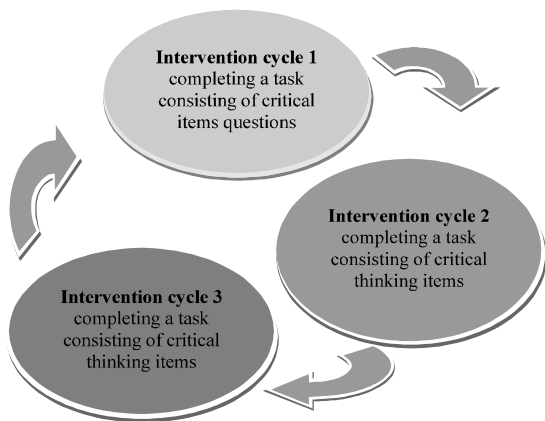 Intervention cycle 1
completing a task
consisting of critical
items questions
Intervention cycle 2
completing a task
consisting of critical
thinking items
Intervention cycle 3
completing a task
consisting of critical
thinking items